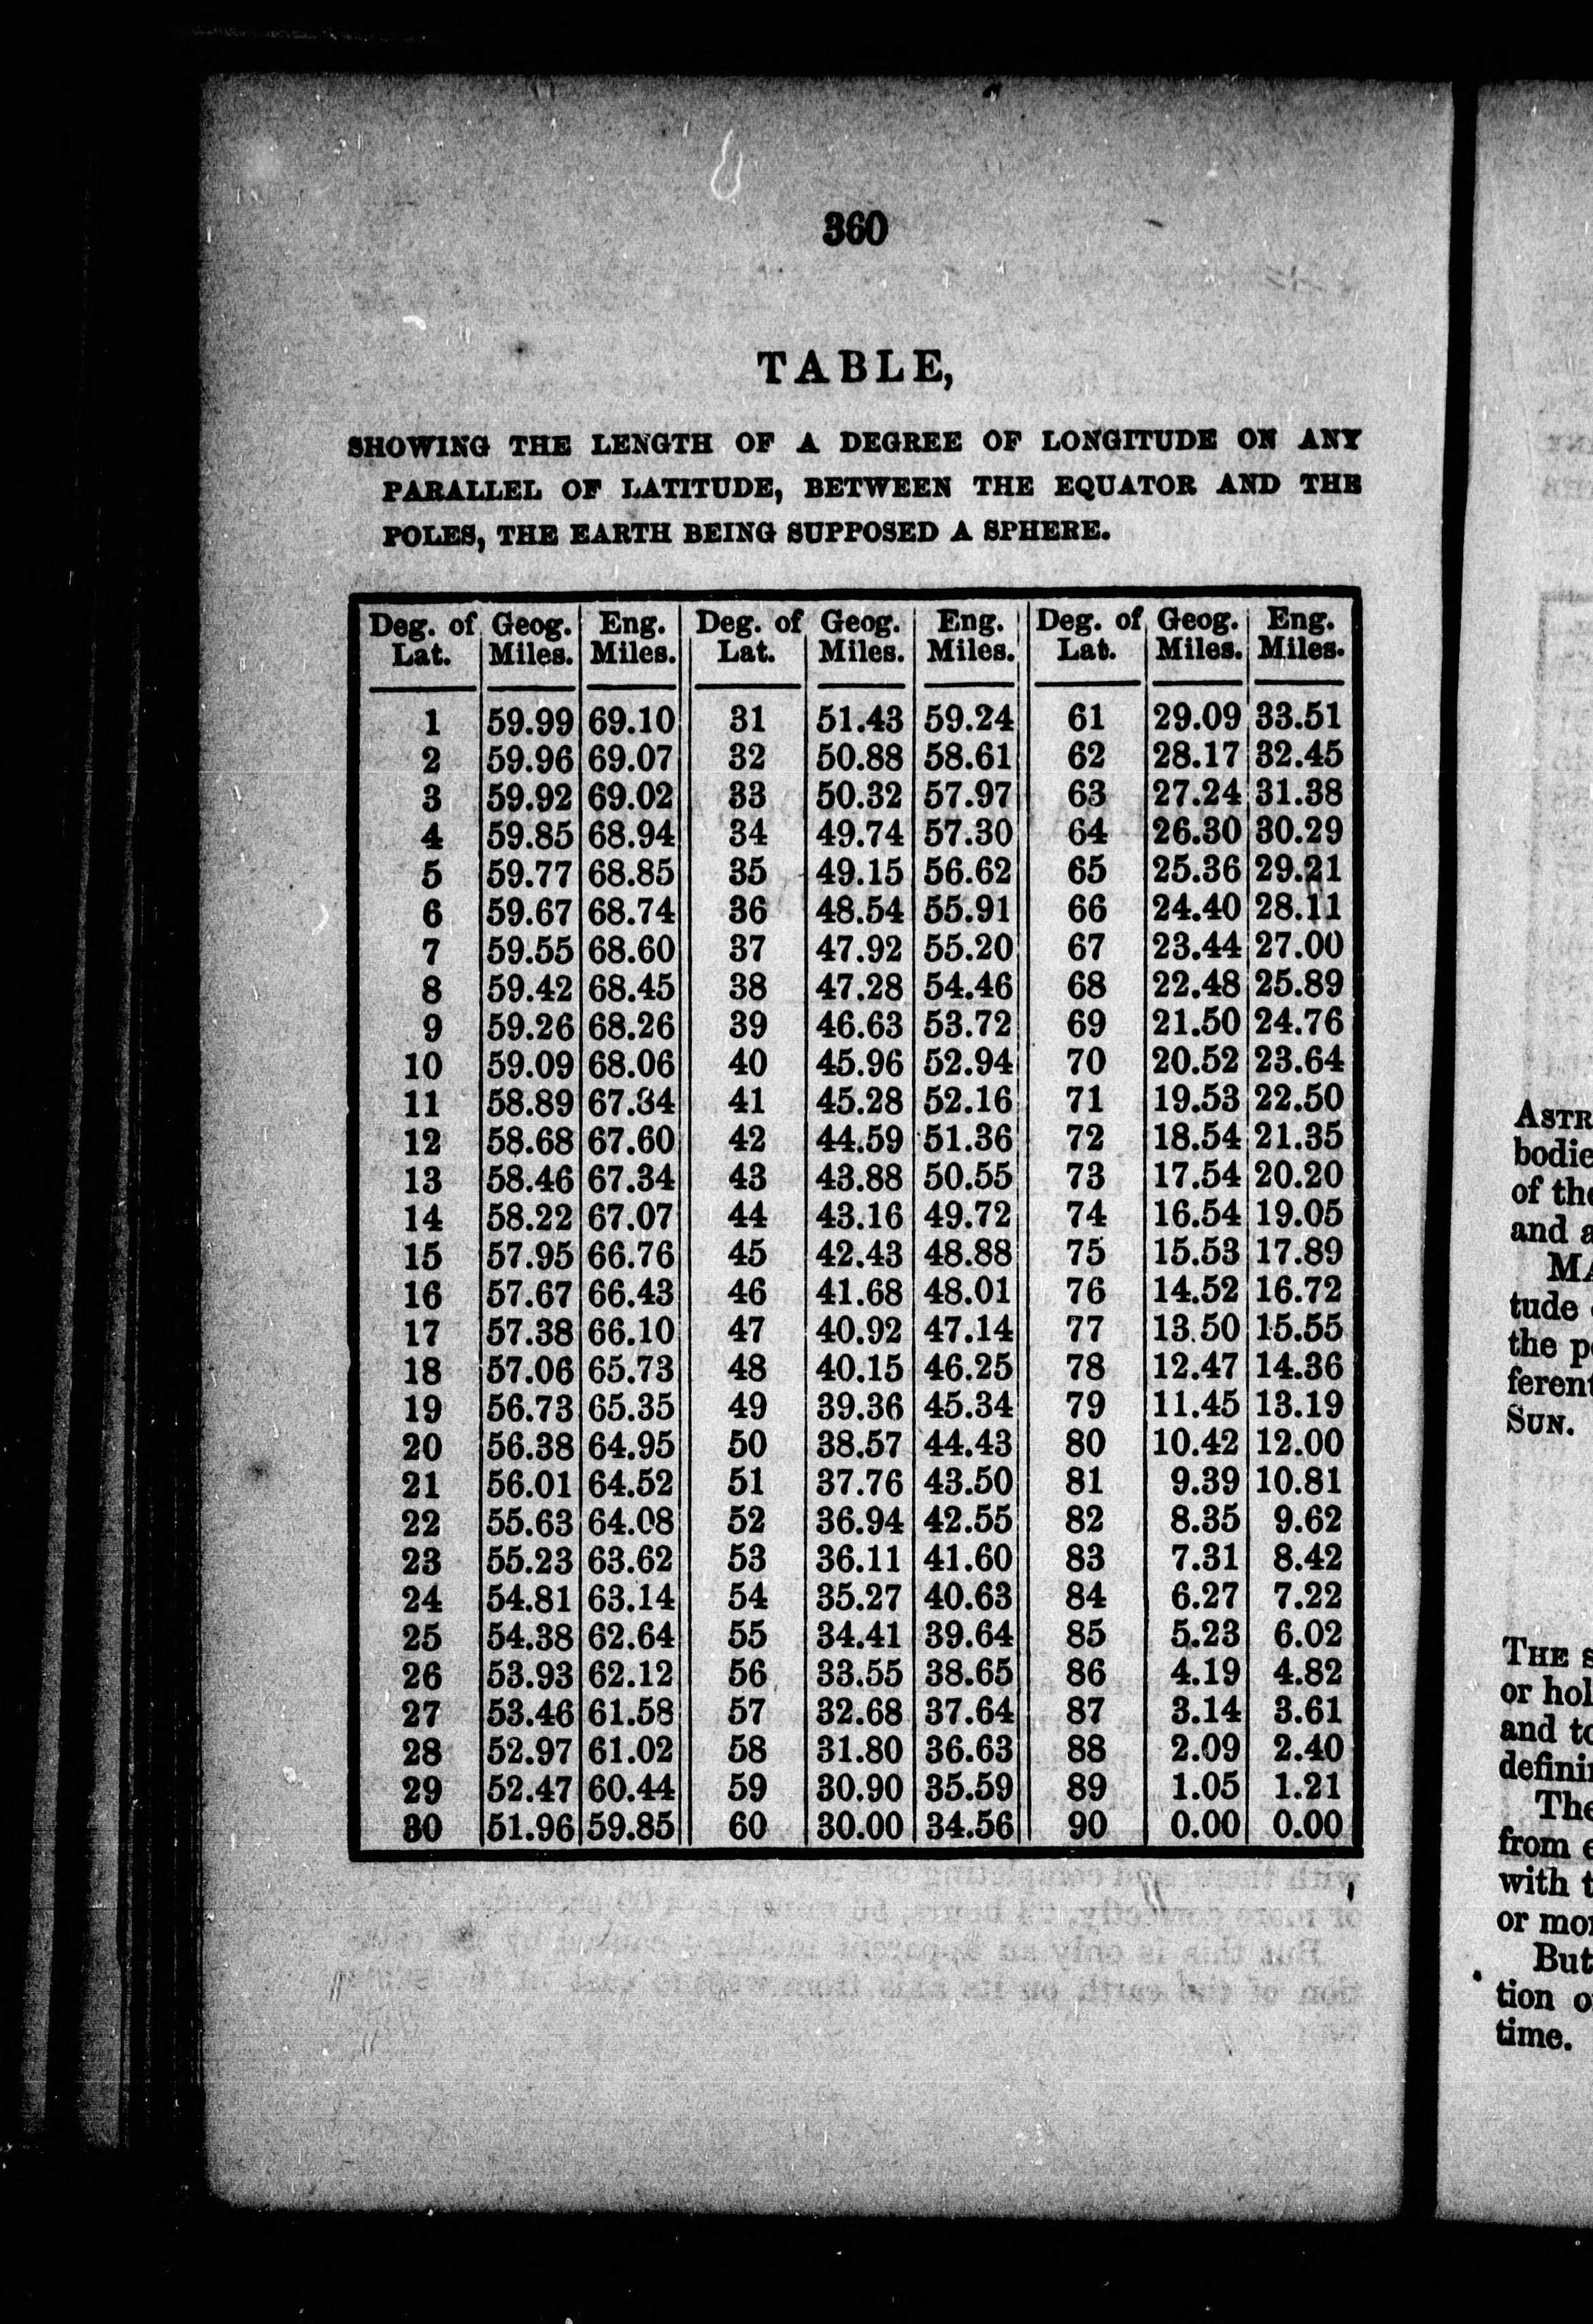 360
TABLE,
SHOWING THE LENGTH OF A DEGREE OF LONGITUDE ON ANY
PARALLEL OF LATITUDE, BETWEEN THE EQUATOR AND THE
POLES, THE EARTH BEING SUPPOSED A SPHERE.
Deg. of Geog. Eng. Deg. of Geog. Eng. Deg. of Geog. Eng.
Lat. Miles. Miles. Lat. Miles. Miles. Lat. Miles. Miles.
1 59.99 69.10 31 51.43 59.24 61 29.09 33.51
2 59.96 69.07 32 50.88 58.61 62 28.17 32.45
3 59.92 69.02 33 50.32 57.97 63 27.24 31.38
4 59.85 68.94 34 49.74 57.30 64 26.30 30.29
5 59.77 68.85 35 49.15 56.62 65 25.36 29.21
6 59.67 68.74 36 48.54 55.91 66 24.40 28.11
7 59.55 68.60 37 47.92 55.20 67 23.44 27.00
8 59.42 68.45 38 47.28 54.46 68 22.48 25.89
9 59.26 68.26 39 46.63 53.72 69 21.50 24.76
10 59.09 68.06 40 45.96 52.94 70 20.52 23.64
11 58.89 67.84 41 45.28 52.16 71 19.53 22.50
12 58.68 67.60 42 44.59 51.36 72 18.54 21.35
13 58.46 67.34 43 43.88 50.55 73 17.54 20.20
14 58.22 67.07 44 43.16 49.72 74 16.54 19.05
15 57.95 66.76 45 42.43 48.88 75 15.53 17.89
16 57.67 66.43 46 41.68 48.01 76 14.52 16.72
17 57.38 66.10 47 40.92 47.14 77 13.50 15.55
18 57.06 65.73 48 40.15 46.25 78 12.47 14.36
19 56.73 65.35 49 39.36 45.34 79 11.45 13.19
20 56.38 64.95 50 38.57 44.43 80 10.42 12.00
21 56.01 64.52 51 37.76 43.50 81 9.39 10.81
22 55.63 64.08 52 36.94 42.55 82 8.35 9.62
23 55.23 63.62 53 36.11 41.60 83 7.31 8.42
24 54.81 63.14 54 35.27 40.63 84 6.27 7.22
25 54.38 62.64 55 34.41 39.64 85 5.23 6.02
26 53.93 62.12 56 33.55 38.65 86 4.19 4.82
27 53.46 61.58 57 32.68 37.64 87 3.14 3.61
28 52.97 61.02 58 31.80 36.63 88 2.09 2.40
29 52.47 60.44 59 30.90 35.59 89 1.05 1.21
30 51.96 59.85 60 30.00 34.56 90 0.00 0.00
bodie
of the
and a
tude
the
ferent
SUN.
THE
or hol
and to
The
from
with t
or mor
But
tion
time.